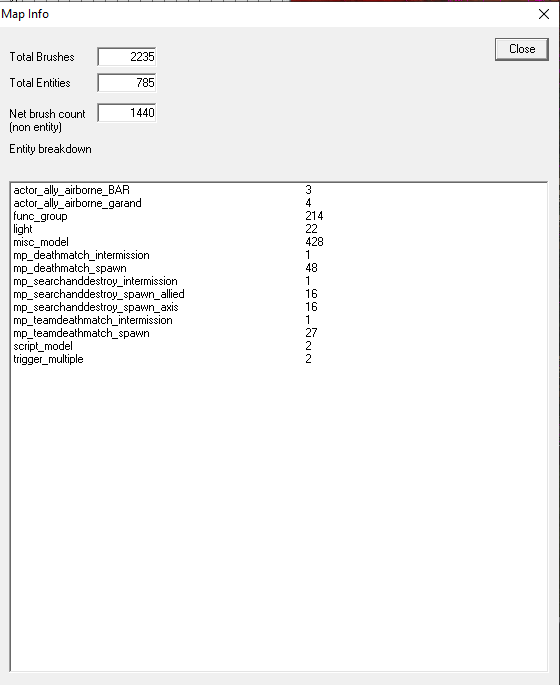 Map Info
Close
Total Brushes 2235
Total Entities 785
Net brush count 1440
(non entity)
Entity breakdown
actor_ally_airborne_BAR 3
actor_ally_airborne_garand 4
func_group 214
light 22
misc_model 428
mp_deathmatch_intermission 1
mp_deathmatch_spawn 48
mp_searchanddestroy_intermission 1
mp_searchanddestroy_spawn_allied 16
mp_searchanddestroy_spawn_axis 16
mp_teamdeathmatch_intermission 1
mp_teamdeathmatch_spawn 27
script_model 2
trigger_multiple 2